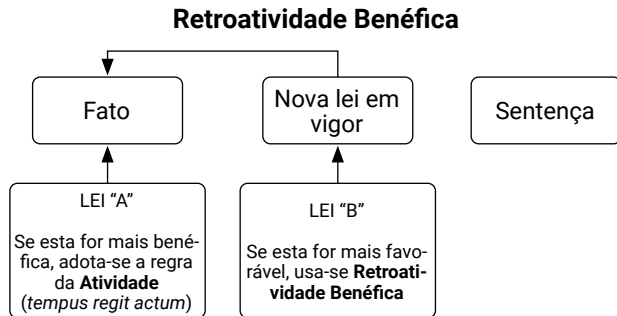 Retroatividade Benéfica
Fato
Nova lei em
vigor
Sentença
LEI “A”
Se esta for mais bené-
fica, adota-se a regra
da Atividade
(tempus regit actum)
LEI “B”
Se esta for mais favo-
rável, usa-se Retroati-
vidade Benéfica